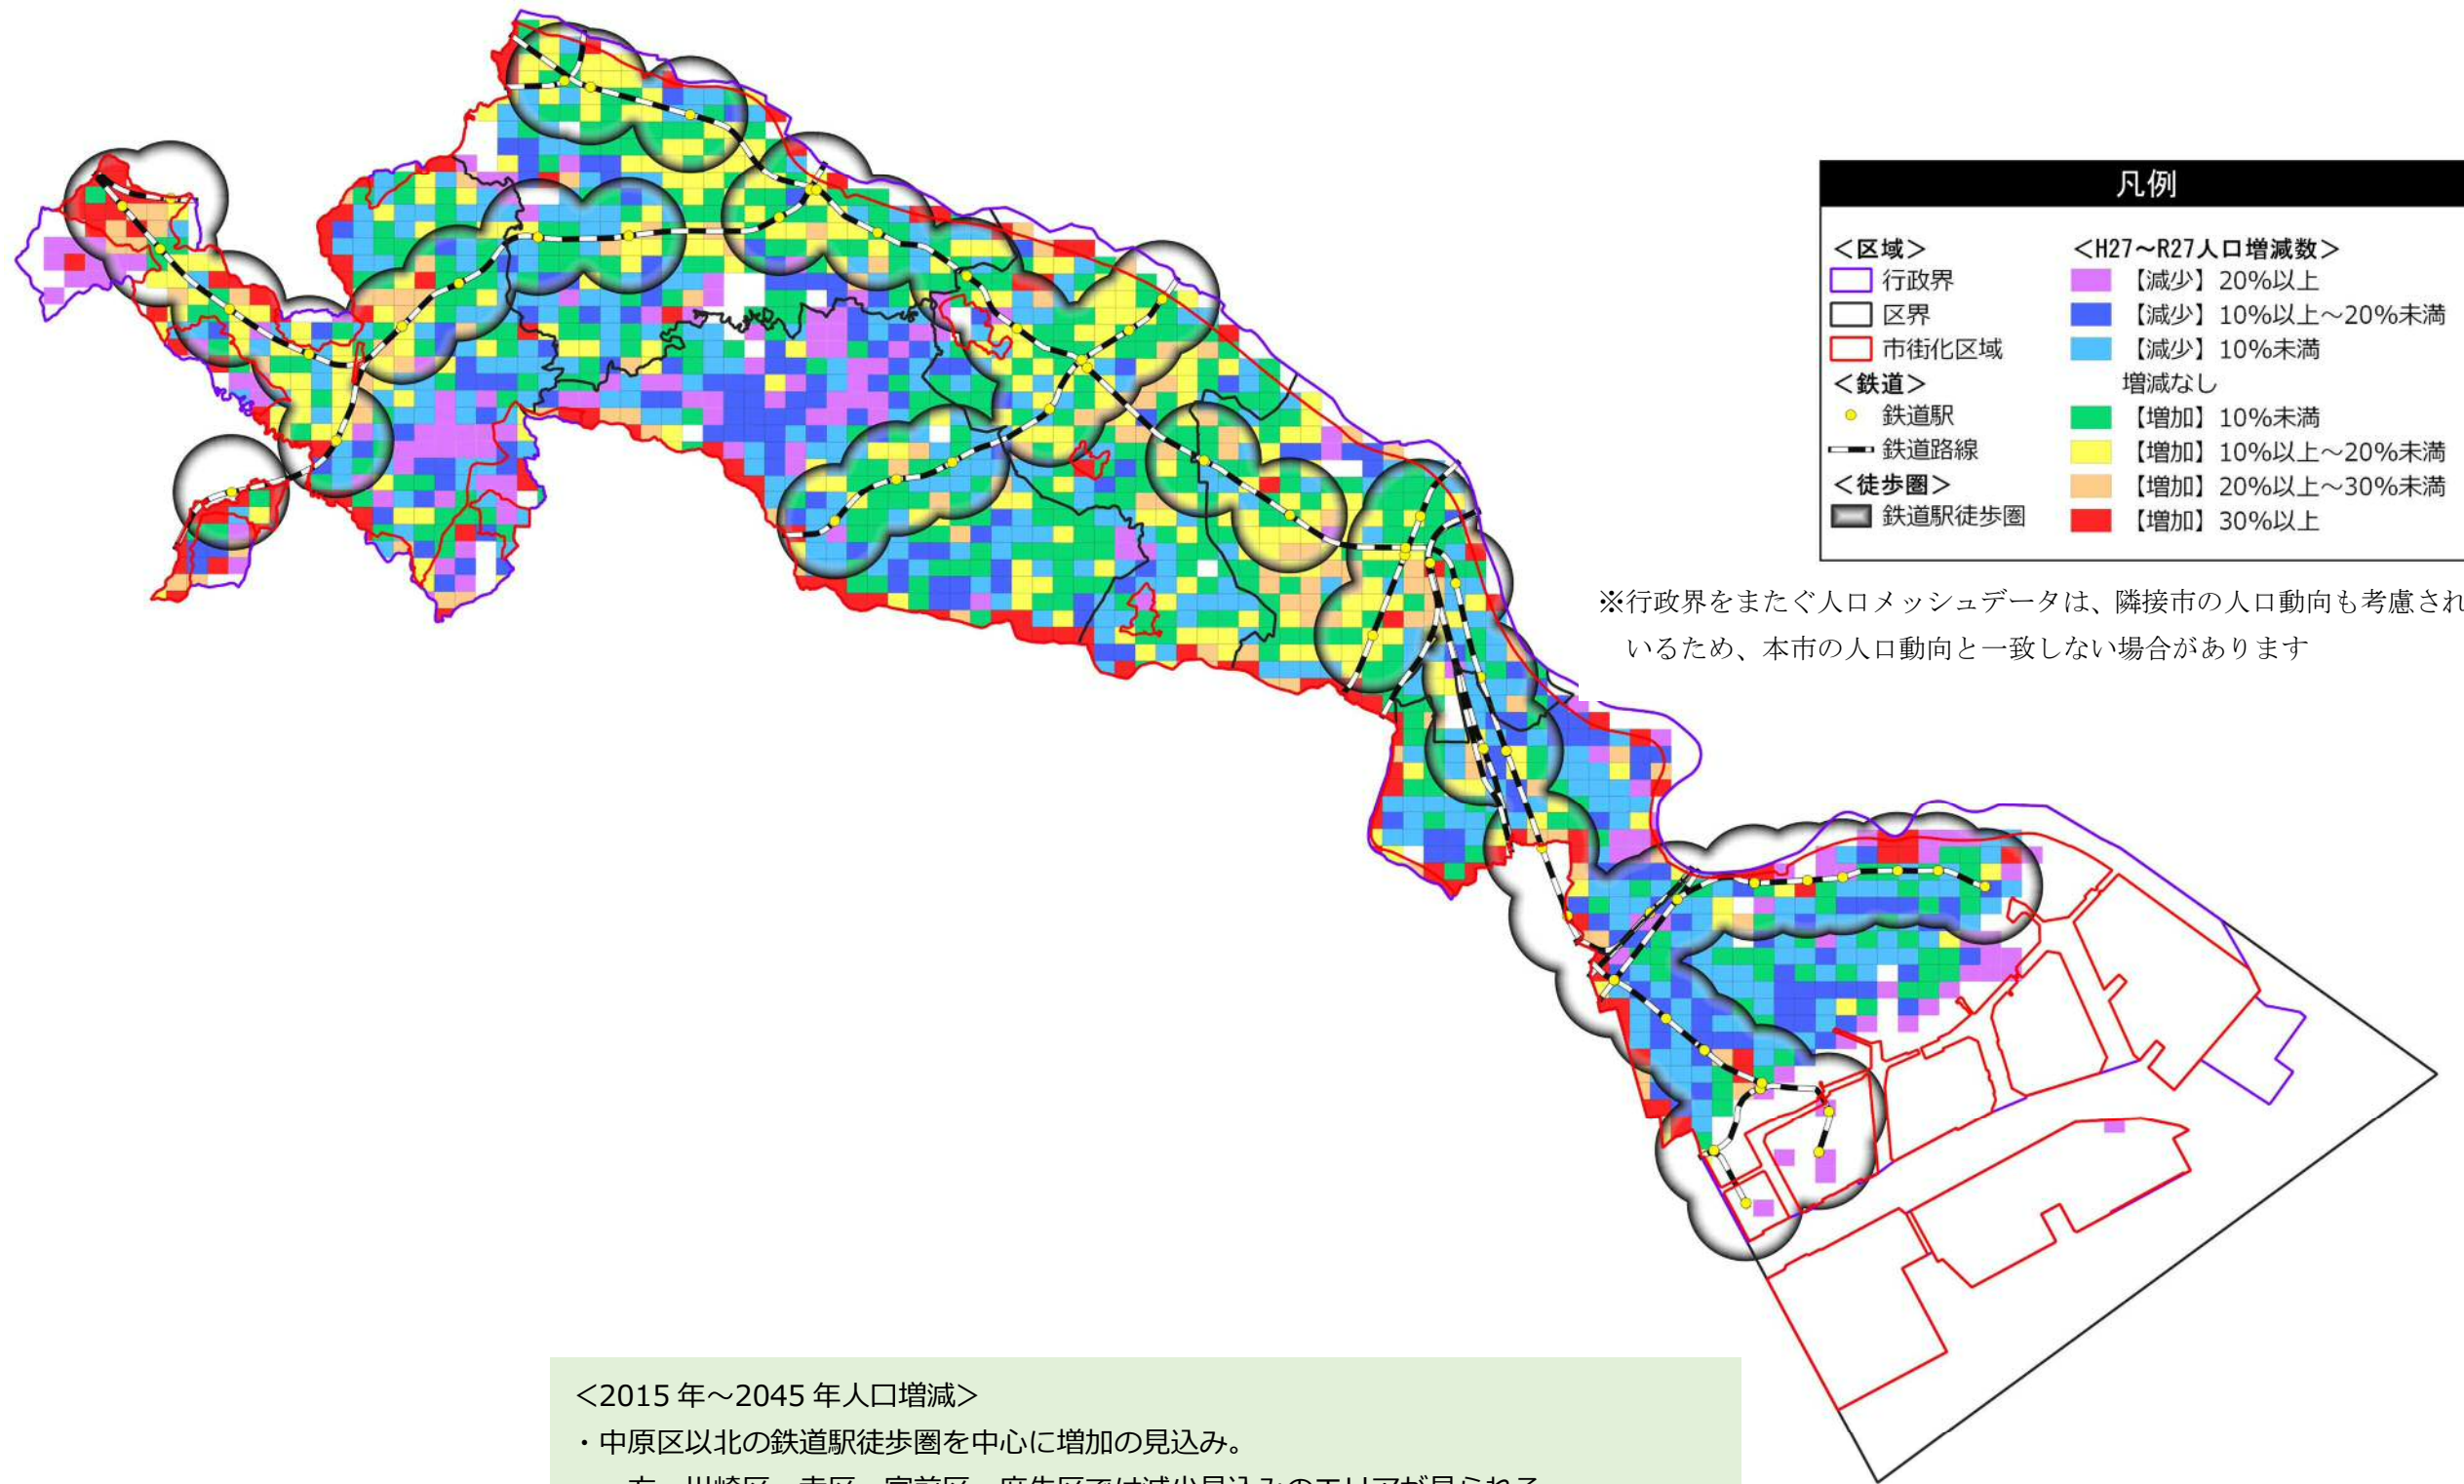 凡例
＜区域＞
行政界
区界
市街化区域
＜鉄道＞
鉄道駅
鉄道路線
＜徒歩圏＞
鉄道駅徒歩圏
＜H27～R27人口増減数＞
【減少】20%以上
【減少】10%以上～20%未満
【減少】10%未満
増減なし
【増加】10%未満
【増加】10%以上～20%未満
【増加】20%以上～30%未満
【増加】30%以上
※行政界をまたぐ人口メッシュデータは、隣接市の人口動向も考慮され
いるため、本市の人口動向と一致しない場合があります
＜2015 年～2045 年人口増減＞
・中原区以北の鉄道駅徒歩圏を中心に増加の見込み。